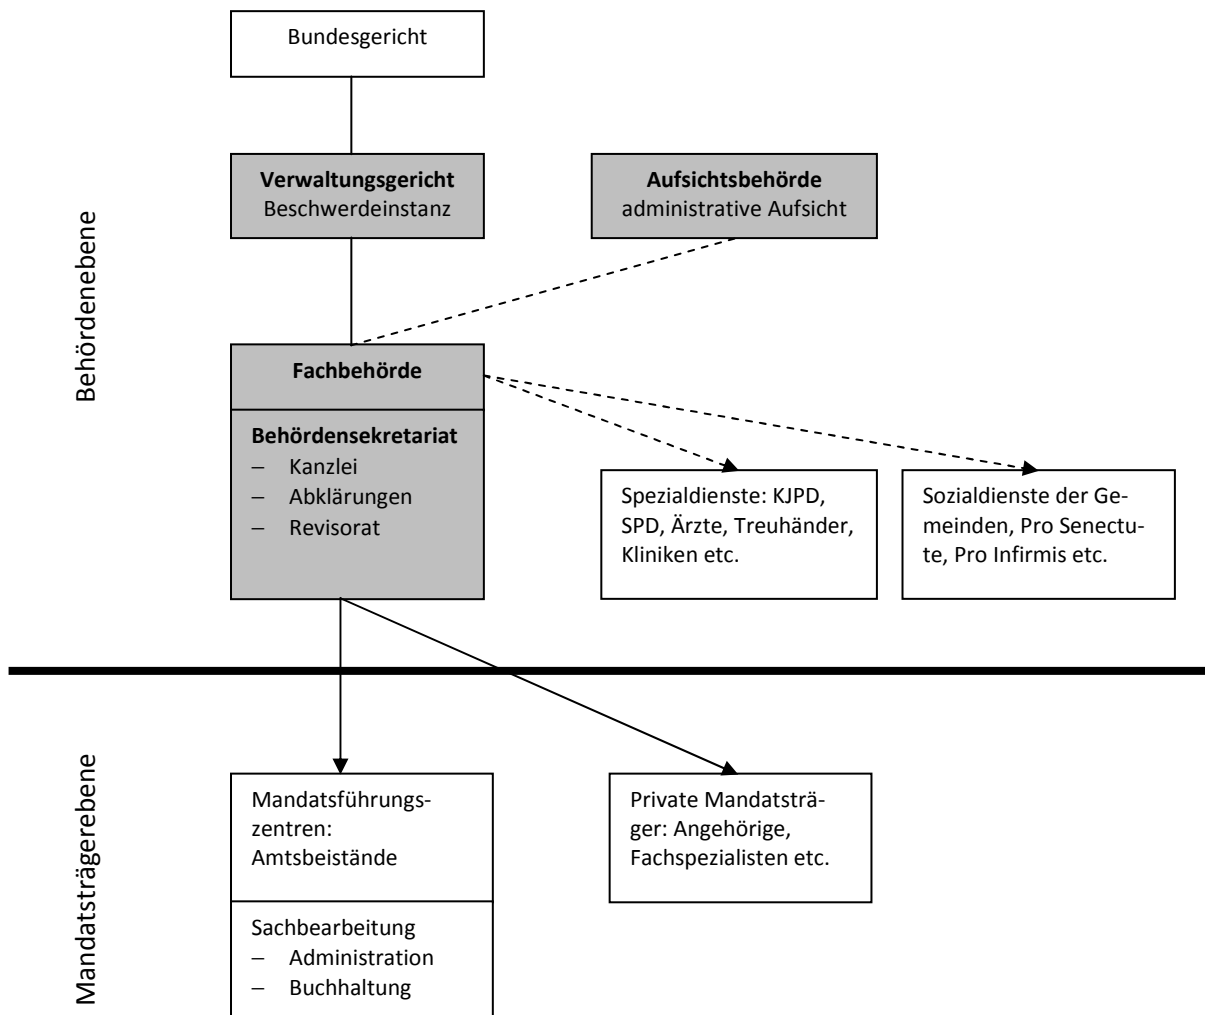 Bundesgericht
Verwaltungsgericht
Beschwerdeinstanz
Aufsichtsbehörde
administrative Aufsicht
Behördenebene
Fachbehörde
Behördensekretariat
– Kanzlei
– Abklärungen
– Revisorat
Spezialdienste: KJPD,
SPD, Ärzte, Treuhänder,
Kliniken etc.
Sozialdienste der Ge-
meinden, Pro Senectu-
te, Pro Infirmis etc.
Mandatsträgerebene
Mandatsführungs-
zentren:
Amtsbeistände
Private Mandatsträ-
ger: Angehörige,
Fachspezialisten etc.
Sachbearbeitung
– Administration
– Buchhaltung